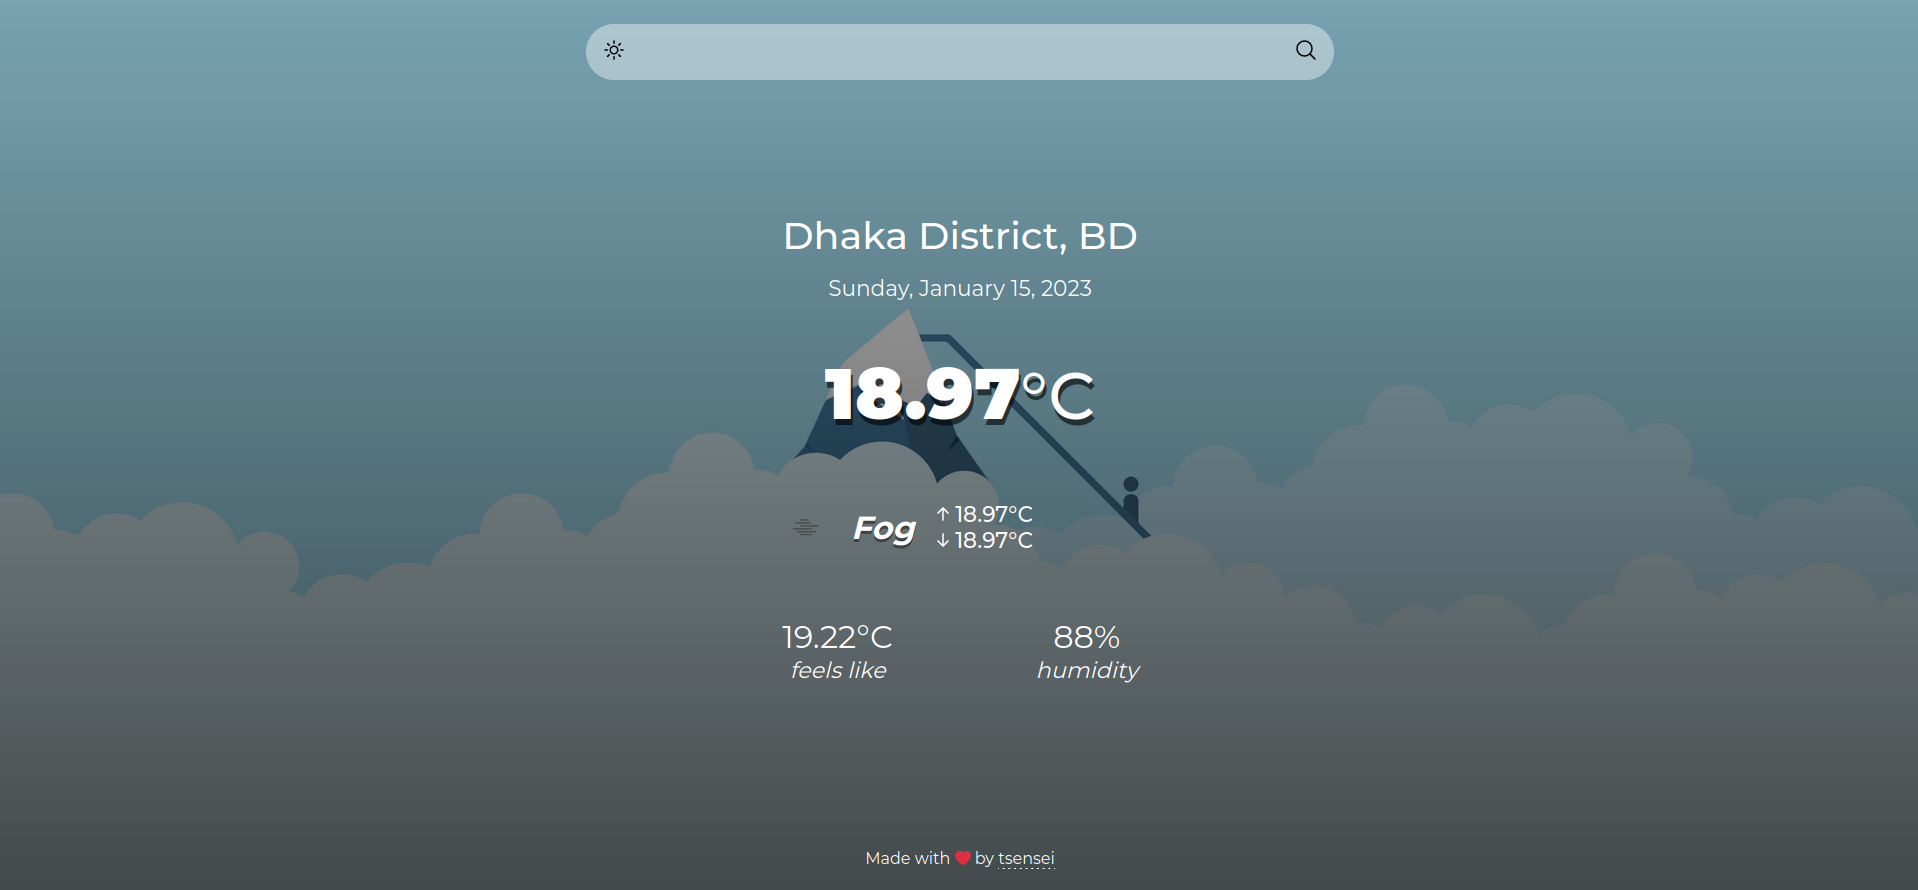 Dhaka District, BD
Sunday, January 15, 2023
18.97°C
Fog
↑ 18.97°C
↓ 18.97°C
19.22°C
feels like
88%
humidity
Made with ❤ by tsensei